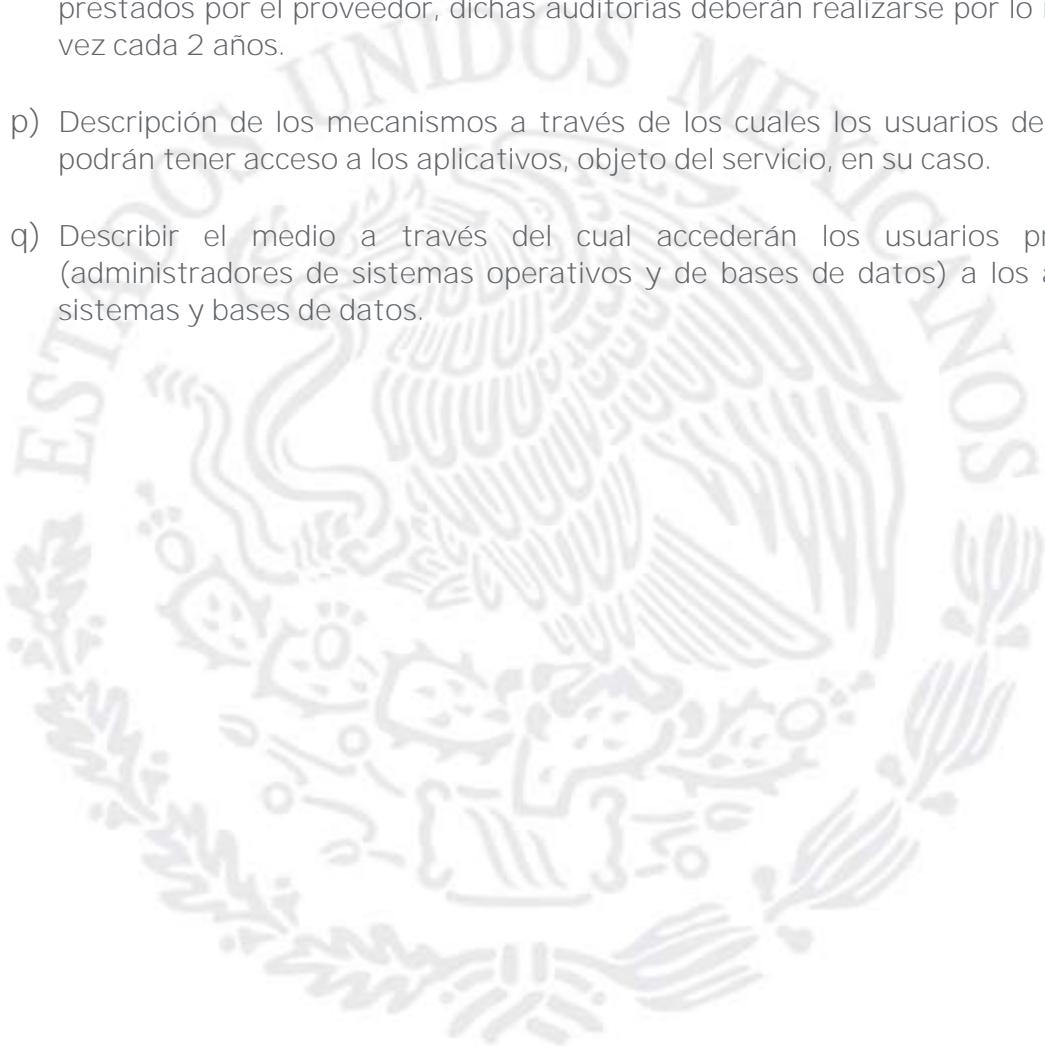 prestados por el proveedor, dichas auditorías deberán realizarse por lo
vez cada 2 años.
p) Descripción de los mecanismos a través de los cuales los usuarios de
podrán tener acceso a los aplicativos, objeto del servicio, en su caso.
q) Describir el medio a través del cual accederán los usuarios
(administradores de sistemas operativos y de bases de datos) a los
sistemas y bases de datos.
ESTADOS UNIDOS MEXICANOS